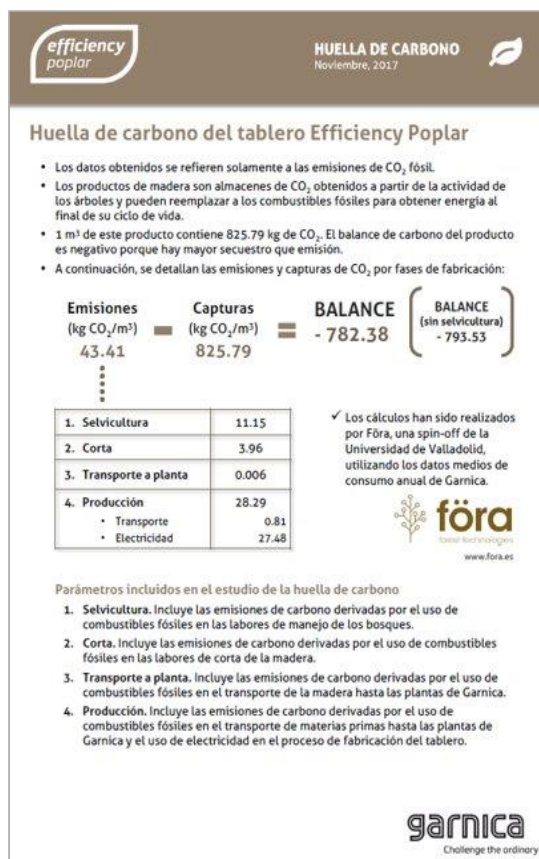 efficiency
poplar
HUELLA DE CARBONO
Noviembre, 2017
Huella de carbono del tablero Efficiency Poplar
• Los datos obtenidos se refieren solamente a las emisiones de CO₂ fósil.
• Los productos de madera son almacenes de CO₂ obtenidos a partir de la actividad de
los árboles y pueden reemplazar a los combustibles fósiles para obtener energía al
final de su ciclo de vida.
• 1 m³ de este producto contiene 825.79 kg de CO₂. El balance de carbono del producto
es negativo porque hay mayor secuestro que emisión.
• A continuación, se detallan las emisiones y capturas de CO₂ por fases de fabricación:
Emisiones
(kg CO₂/m³)
43.41
–
Capturas
(kg CO₂/m³)
825.79
=
BALANCE
- 782.38
BALANCE
(sin selvicultura)
- 793.53
1. Selvicultura 11.15
2. Corta 3.96
3. Transporte a planta 0.006
4. Producción 28.29
• Transporte 0.81
• Electricidad 27.48
✓ Los cálculos han sido realizados
por Föra, una spin-off de la
Universidad de Valladolid,
utilizando los datos medios de
consumo anual de Garnica.
föra
forest technologies
www.fora.es
Parámetros incluidos en el estudio de la huella de carbono
1. Selvicultura. Incluye las emisiones de carbono derivadas por el uso de
combustibles fósiles en las labores de manejo de los bosques.
2. Corta. Incluye las emisiones de carbono derivadas por el uso de combustibles
fósiles en las labores de corta de la madera.
3. Transporte a planta. Incluye las emisiones de carbono derivadas por el uso de
combustibles fósiles en el transporte de la madera hasta las plantas de Garnica.
4. Producción. Incluye las emisiones de carbono derivadas por el uso de
combustibles fósiles en el transporte de materias primas hasta las plantas de
Garnica y el uso de electricidad en el proceso de fabricación del tablero.
garnica
Challenge the ordinary